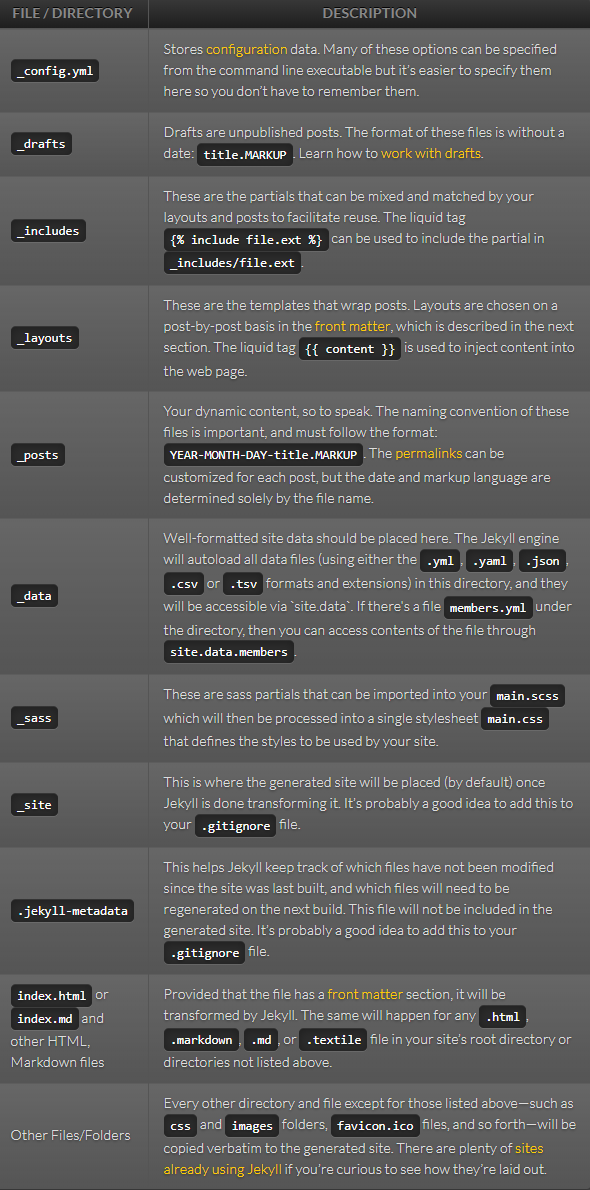 FILE / DIRECTORY DESCRIPTION
_config.yml
Stores configuration data. Many of these options can be specified
from the command line executable but it’s easier to specify them
here so you don’t have to remember them.
_drafts
Drafts are unpublished posts. The format of these files is without a
date: title.MARKUP. Learn how to work with drafts.
_includes
These are the partials that can be mixed and matched by your
layouts and posts to facilitate reuse. The liquid tag
{% include file.ext %} can be used to include the partial in
_includes/file.ext.
_layouts
These are the templates that wrap posts. Layouts are chosen on a
post-by-post basis in the front matter, which is described in the next
section. The liquid tag {{ content }} is used to inject content into
the web page.
_posts
Your dynamic content, so to speak. The naming convention of these
files is important, and must follow the format:
YEAR-MONTH-DAY-title.MARKUP. The permalinks can be
customized for each post, but the date and markup language are
determined solely by the file name.
_data
Well-formatted site data should be placed here. The Jekyll engine
will autoload all data files (using either the .yml, .yaml, .json,
.csv or .tsv formats and extensions) in this directory, and they
will be accessible via `site.data`. If there's a file members.yml under
the directory, then you can access contents of the file through
site.data.members.
_sass
These are sass partials that can be imported into your main.scss
which will then be processed into a single stylesheet main.css
that defines the styles to be used by your site.
_site
This is where the generated site will be placed (by default) once
Jekyll is done transforming it. It’s probably a good idea to add this to
your .gitignore file.
.jekyll-metadata
This helps Jekyll keep track of which files have not been modified
since the site was last built, and which files will need to be
regenerated on the next build. This file will not be included in the
generated site. It’s probably a good idea to add this to your
.gitignore file.
index.html or
index.md and
other HTML,
Markdown files
Provided that the file has a front matter section, it will be
transformed by Jekyll. The same will happen for any .html,
.markdown, .md, or .textile file in your site’s root directory or
directories not listed above.
Other Files/Folders
Every other directory and file except for those listed above—such as
css and images folders, favicon.ico files, and so forth—will be
copied verbatim to the generated site. There are plenty of sites
already using Jekyll if you’re curious to see how they’re laid out.